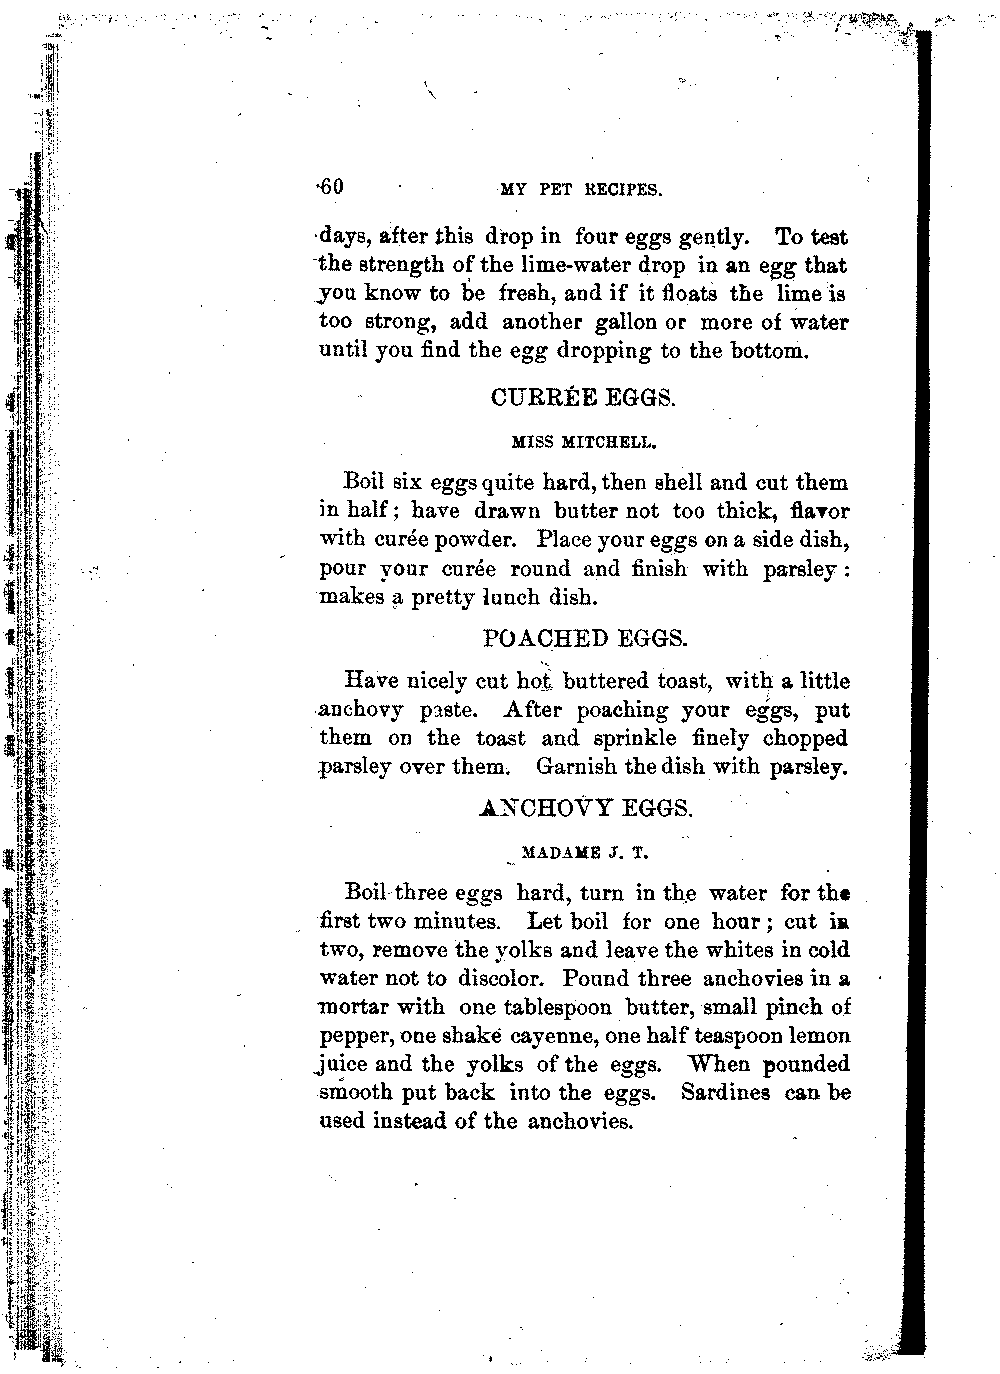 60 MY PET RECIPES.
days, after this drop in four eggs gently. To test
the strength of the lime-water drop in an egg that
you know to be fresh, and if it floats the lime is
too strong, add another gallon or more of water
until you find the egg dropping to the bottom.
CURRÉE EGGS.
MISS MITCHELL.
Boil six eggs quite hard, then shell and cut them
in half; have drawn butter not too thick, flavor
with curée powder. Place your eggs on a side dish,
pour your curée round and finish with parsley:
makes a pretty lunch dish.
POACHED EGGS.
Have nicely cut hot buttered toast, with a little
anchovy paste. After poaching your eggs, put
them on the toast and sprinkle finely chopped
parsley over them. Garnish the dish with parsley.
ANCHOVY EGGS.
MADAME J. T.
Boil three eggs hard, turn in the water for the
first two minutes. Let boil for one hour; cut in
two, remove the yolks and leave the whites in cold
water not to discolor. Pound three anchovies in a
mortar with one tablespoon butter, small pinch of
pepper, one shake cayenne, one half teaspoon lemon
juice and the yolks of the eggs. When pounded
smooth put back into the eggs. Sardines can be
used instead of the anchovies.